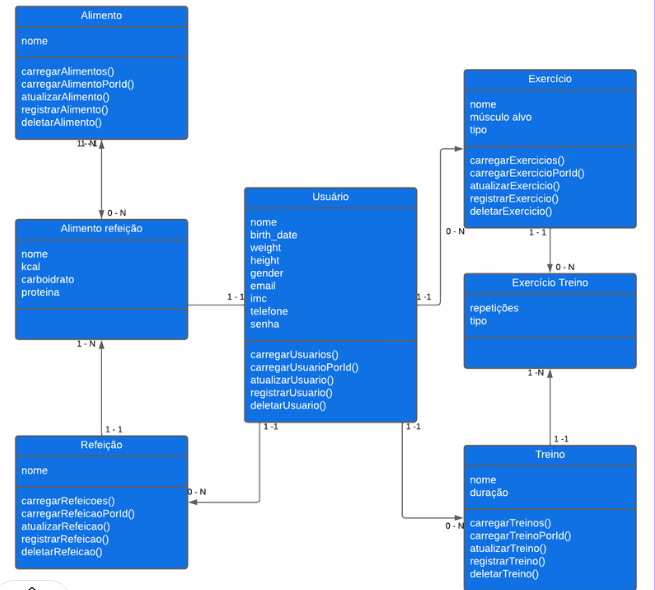 Alimento
nome
carregarAlimentos()
carregarAlimentoPorId()
atualizarAlimento()
registrarAlimento()
deletarAlimento()
0 - N
Alimento refeição
nome
kcal
carboidrato
proteina
1 - N
1 - 1
Refeição
nome
carregarRefeicoes()
carregarRefeicaoPorId()
atualizarRefeicao()
registrarRefeicao()
deletarRefeicao()
0 - N
1 - 1
Usuário
nome
birth_date
weight
height
gender
email
imc
telefone
senha
carregarUsuarios()
carregarUsuarioPorId()
atualizarUsuario()
registrarUsuario()
deletarUsuario()
1 -1
1 -1
1 -1
0 - N
Exercício
nome
músculo alvo
tipo
carregarExercicios()
carregarExercicioPorId()
atualizarExercicio()
registrarExercicio()
deletarExercicio()
1 - 1
0 - N
Exercício Treino
repetições
tipo
1 -N
1 -1
Treino
nome
duração
carregarTreinos()
carregarTreinoPorId()
atualizarTreino()
registrarTreino()
deletarTreino()
0 - N